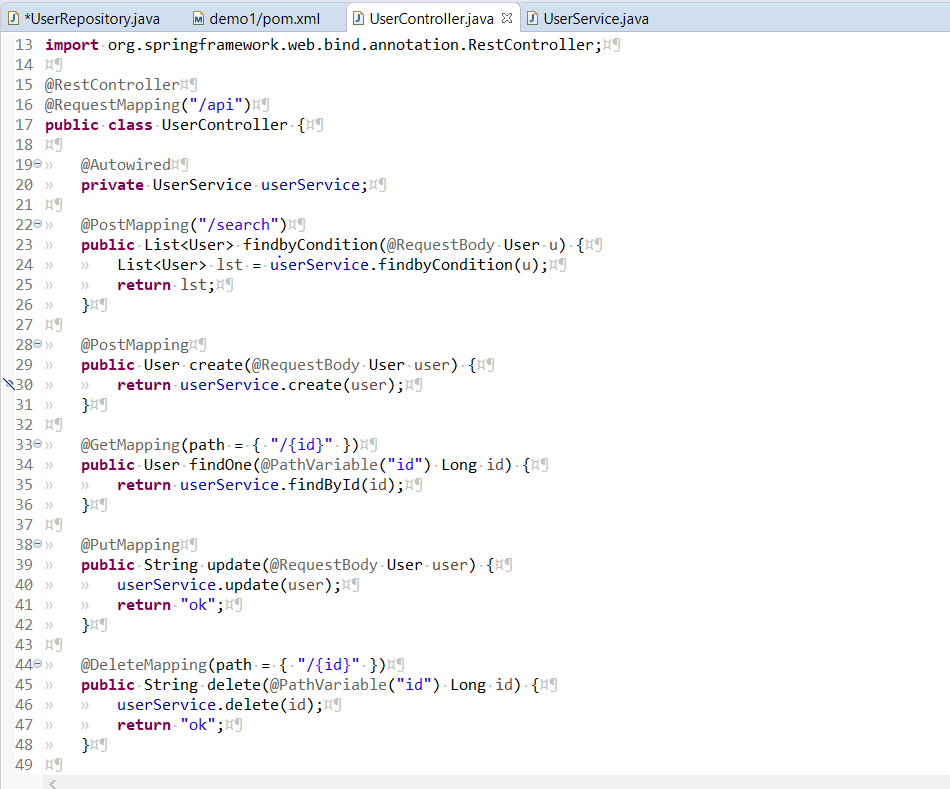 *UserRepository.java demo1/pom.xml UserController.java UserService.java
13 import org.springframework.web.bind.annotation.RestController;¤¶
14 ¤¶
15 @RestController¤¶
16 @RequestMapping("/api")¤¶
17 public·class·UserController·{¤¶
18 ¤¶
19 » @Autowired¤¶
20 » private·UserService·userService;¤¶
21 ¤¶
22 » @PostMapping("/search")¤¶
23 » public·List<User>·findbyCondition(@RequestBody·User·u)·{¤¶
24 » » List<User>·lst·=·userService.findbyCondition(u);¤¶
25 » » return·lst;¤¶
26 » }¤¶
27 ¤¶
28 » @PostMapping¤¶
29 » public·User·create(@RequestBody·User·user)·{¤¶
30 » » return·userService.create(user);¤¶
31 » }¤¶
32 ¤¶
33 » @GetMapping(path·=·{·"/{id}"·})¤¶
34 » public·User·findOne(@PathVariable("id")·Long·id)·{¤¶
35 » » return·userService.findById(id);¤¶
36 » }¤¶
37 ¤¶
38 » @PutMapping¤¶
39 » public·String·update(@RequestBody·User·user)·{¤¶
40 » » userService.update(user);¤¶
41 » » return·"ok";¤¶
42 » }¤¶
43 ¤¶
44 » @DeleteMapping(path·=·{·"/{id}"·})¤¶
45 » public·String·delete(@PathVariable("id")·Long·id)·{¤¶
46 » » userService.delete(id);¤¶
47 » » return·"ok";¤¶
48 » }¤¶
49 ¤¶